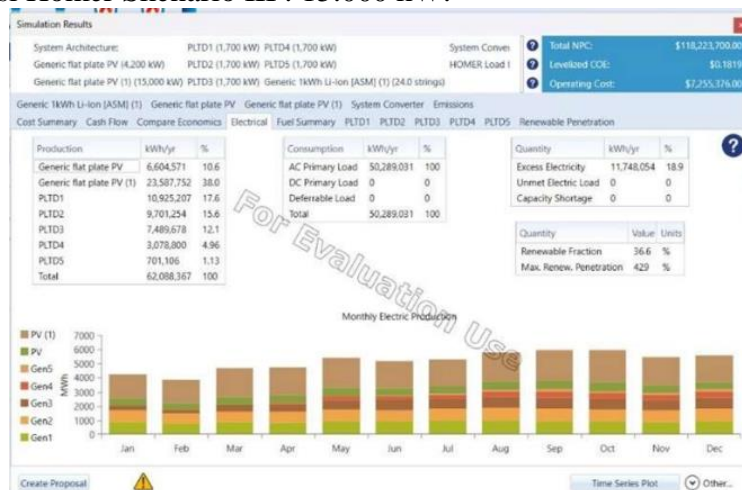 Simulation Results
System Architecture: PLTD1 (1,700 kW) PLTD4 (1,700 kW) System Conver
Generic flat plate PV (4,200 kW) PLTD2 (1,700 kW) PLTD5 (1,700 kW) HOMER Load
Generic flat plate PV (1) (15,000 kW) PLTD3 (1,700 kW) Generic 1kWh Li-Ion [ASM] (1) (24.0 strings)
Total NPC: $118,223,700.00
Levelized COE: $0.1819
Operating Cost: $7,255,376.00
Generic 1kWh Li-Ion [ASM] (1) Generic flat plate PV Generic flat plate PV (1) System Converter Emissions
Cost Summary Cash Flow Compare Economics Electrical Fuel Summary PLTD1 PLTD2 PLTD3 PLTD4 PLTD5 Renewable Penetration
Production kWh/yr %
Generic flat plate PV 6,604,571 10.6
Generic flat plate PV (1) 23,587,752 38.0
PLTD1 10,925,207 17.6
PLTD2 9,701,254 15.6
PLTD3 7,489,678 12.1
PLTD4 3,078,800 4.96
PLTD5 701,106 1.13
Total 62,088,367 100
Consumption kWh/yr %
AC Primary Load 50,289,031 100
DC Primary Load 0 0
Deferrable Load 0 0
Total 50,289,031 100
Quantity kWh/yr %
Excess Electricity 11,748,054 18.9
Unmet Electric Load 0 0
Capacity Shortage 0 0
Quantity Value Units
Renewable Fraction 36.6 %
Max. Renew. Penetration 429 %
For Evaluation Use
Monthly Electric Production
PV (1)
PV
Gen5
Gen4
Gen3
Gen2
Gen1
MWh
7000
6000
5000
4000
3000
2000
1000
0
Jan Feb Mar Apr May Jun Jul Aug Sep Oct Nov Dec
Create Proposal
Time Series Plot
Other...